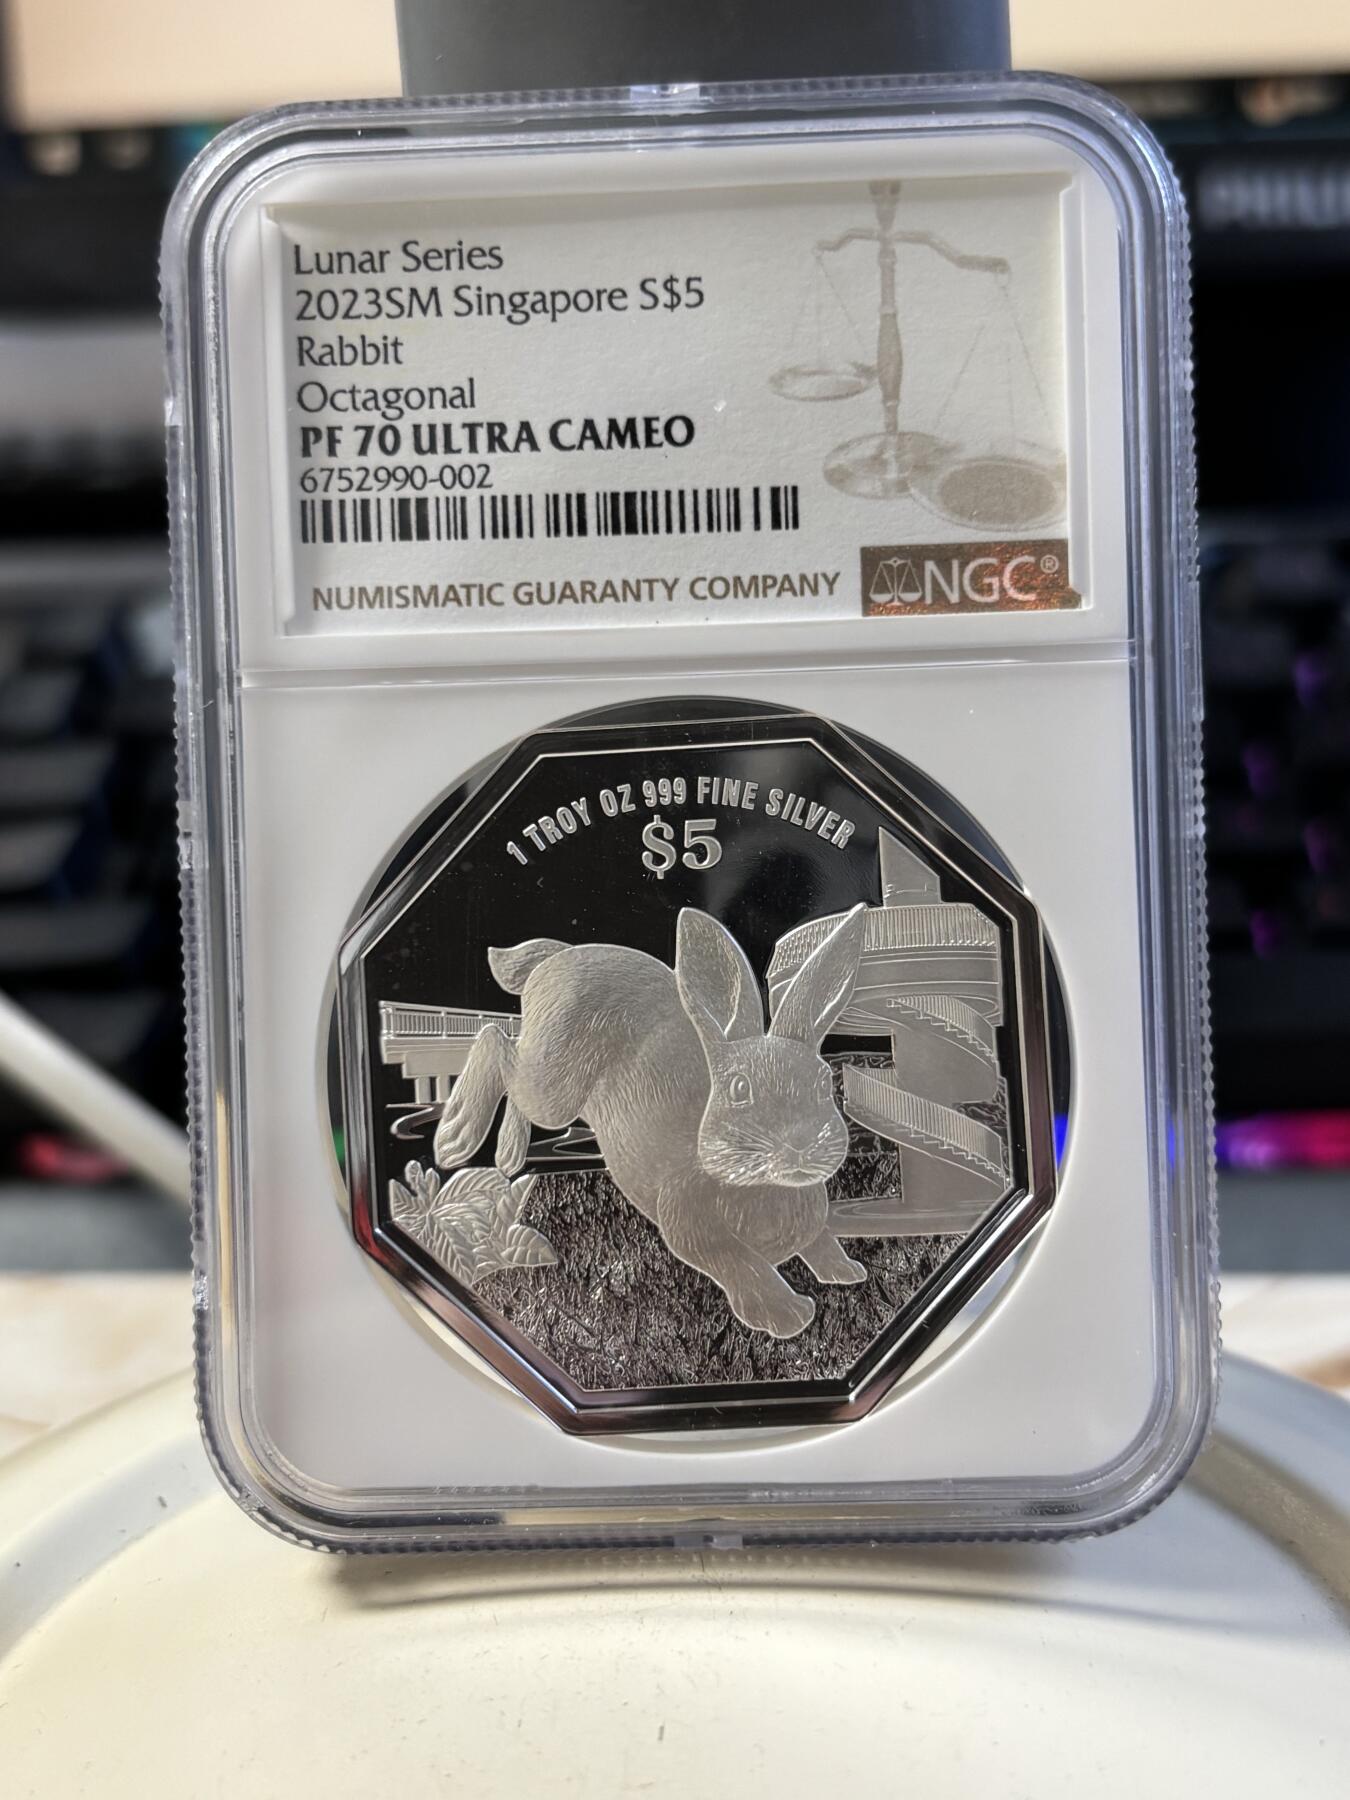 Lunar Series
2023SM Singapore S$5
Rabbit
Octagonal
PF 70 ULTRA CAMEO
6752990-002
NUMISMATIC GUARANTY COMPANY
NGC®
1 TROY OZ 999 FINE SILVER
$5